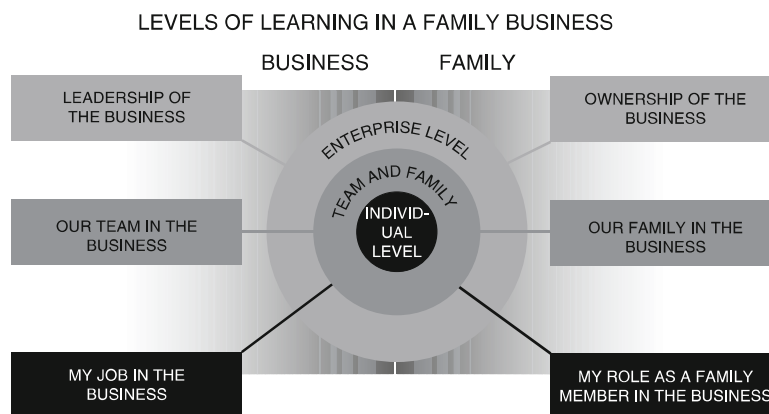 LEVELS OF LEARNING IN A FAMILY BUSINESS
BUSINESS
FAMILY
LEADERSHIP OF
THE BUSINESS
OWNERSHIP OF THE
BUSINESS
ENTERPRISE LEVEL
TEAM AND FAMILY
INDIVID-
UAL
LEVEL
OUR TEAM IN THE
BUSINESS
OUR FAMILY IN THE
BUSINESS
MY JOB IN THE
BUSINESS
MY ROLE AS A FAMILY
MEMBER IN THE BUSINESS